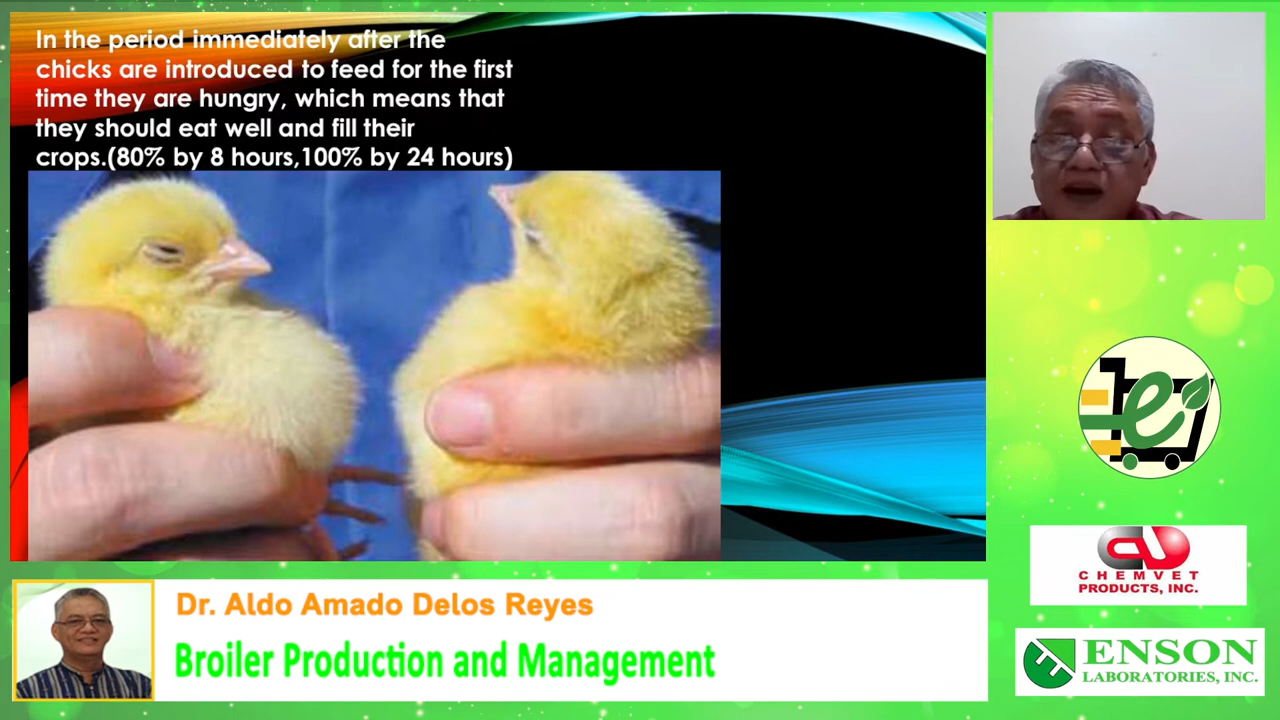 In the period immediately after the
chicks are introduced to feed for the first
time they are hungry, which means that
they should eat well and fill their
crops.(80% by 8 hours,100% by 24 hours)
e
CHEMVET
PRODUCTS, INC.
ENSON
LABORATORIES, INC.
Dr. Aldo Amado Delos Reyes
Broiler Production and Management